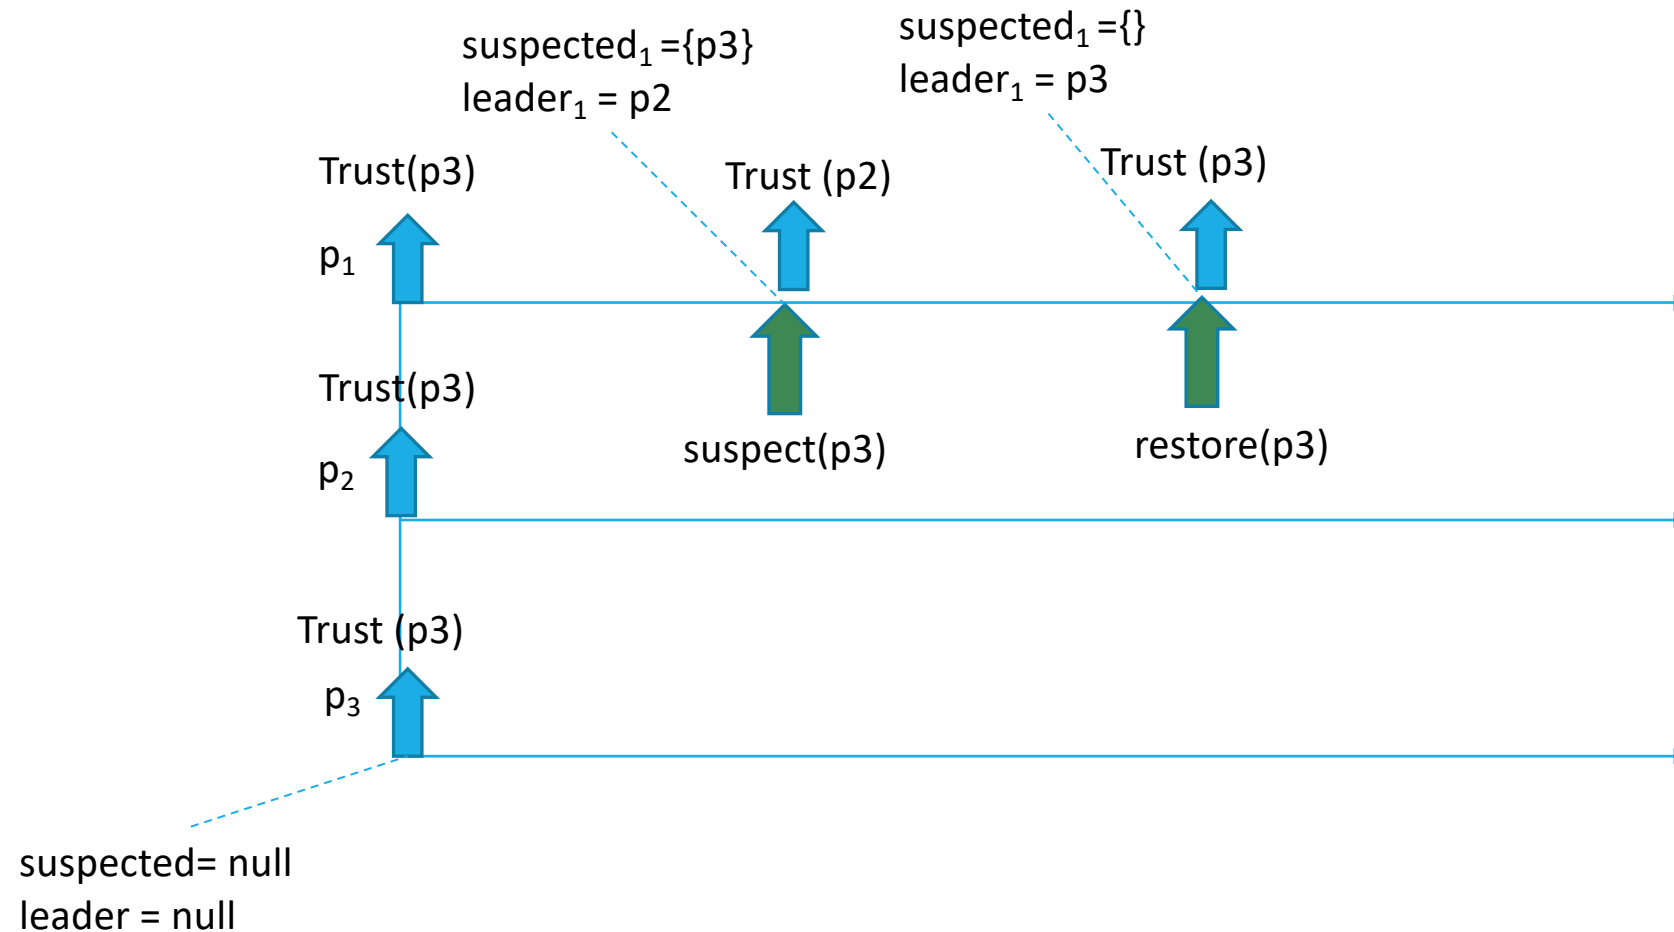 suspected₁ ={p3}
leader₁ = p2
suspected₁ ={}
leader₁ = p3
Trust(p3)
Trust (p2)
Trust (p3)
p₁
Trust(p3)
suspect(p3)
restore(p3)
p₂
Trust (p3)
p₃
suspected= null
leader = null